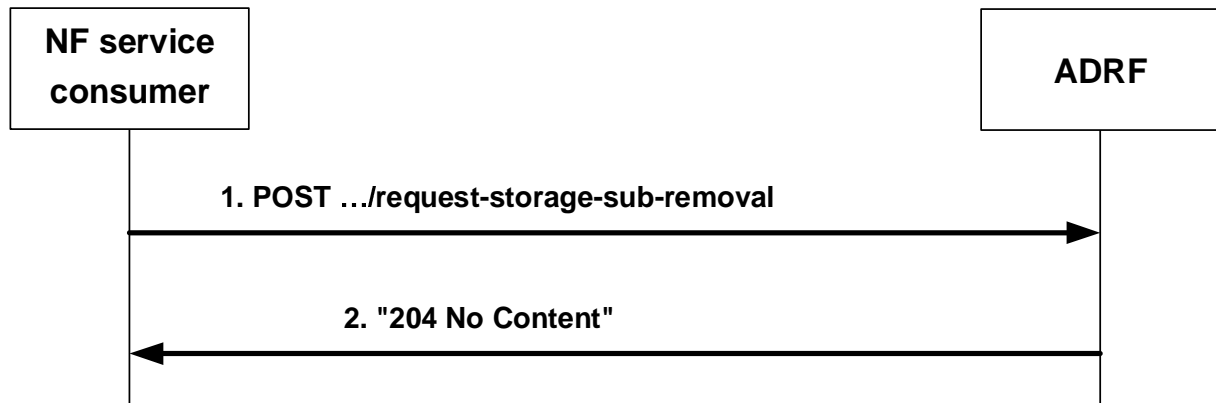 NF service
consumer
ADRF
1. POST …/request-storage-sub-removal
2. "204 No Content"